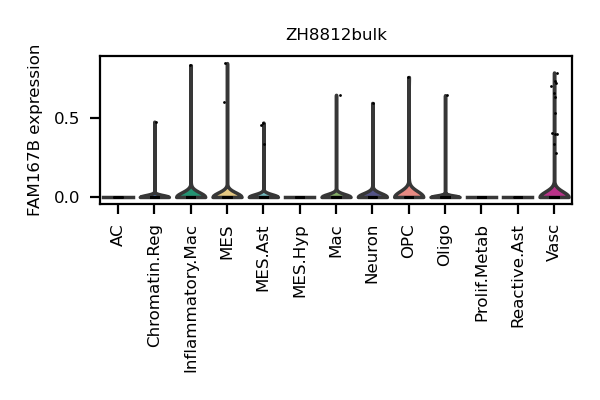 ZH8812bulk
FAM167B expression
0.5
0.0
AC
Chromatin.Reg
Inflammatory.Mac
MES
MES.Ast
MES.Hyp
Mac
Neuron
OPC
Oligo
Prolif.Metab
Reactive.Ast
Vasc